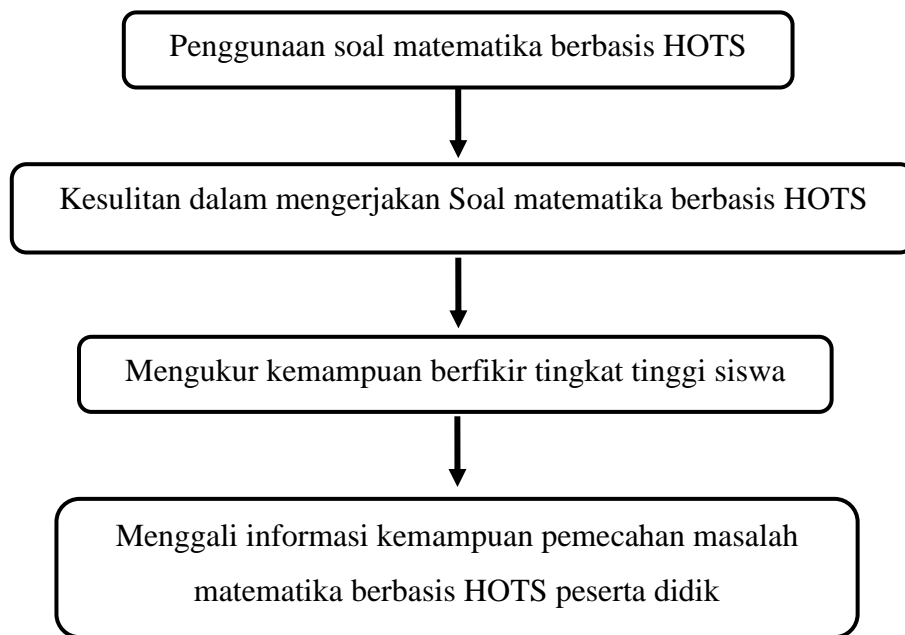 Penggunaan soal matematika berbasis HOTS
Kesulitan dalam mengerjakan Soal matematika berbasis HOTS
Mengukur kemampuan berfikir tingkat tinggi siswa
Menggali informasi kemampuan pemecahan masalah
matematika berbasis HOTS peserta didik